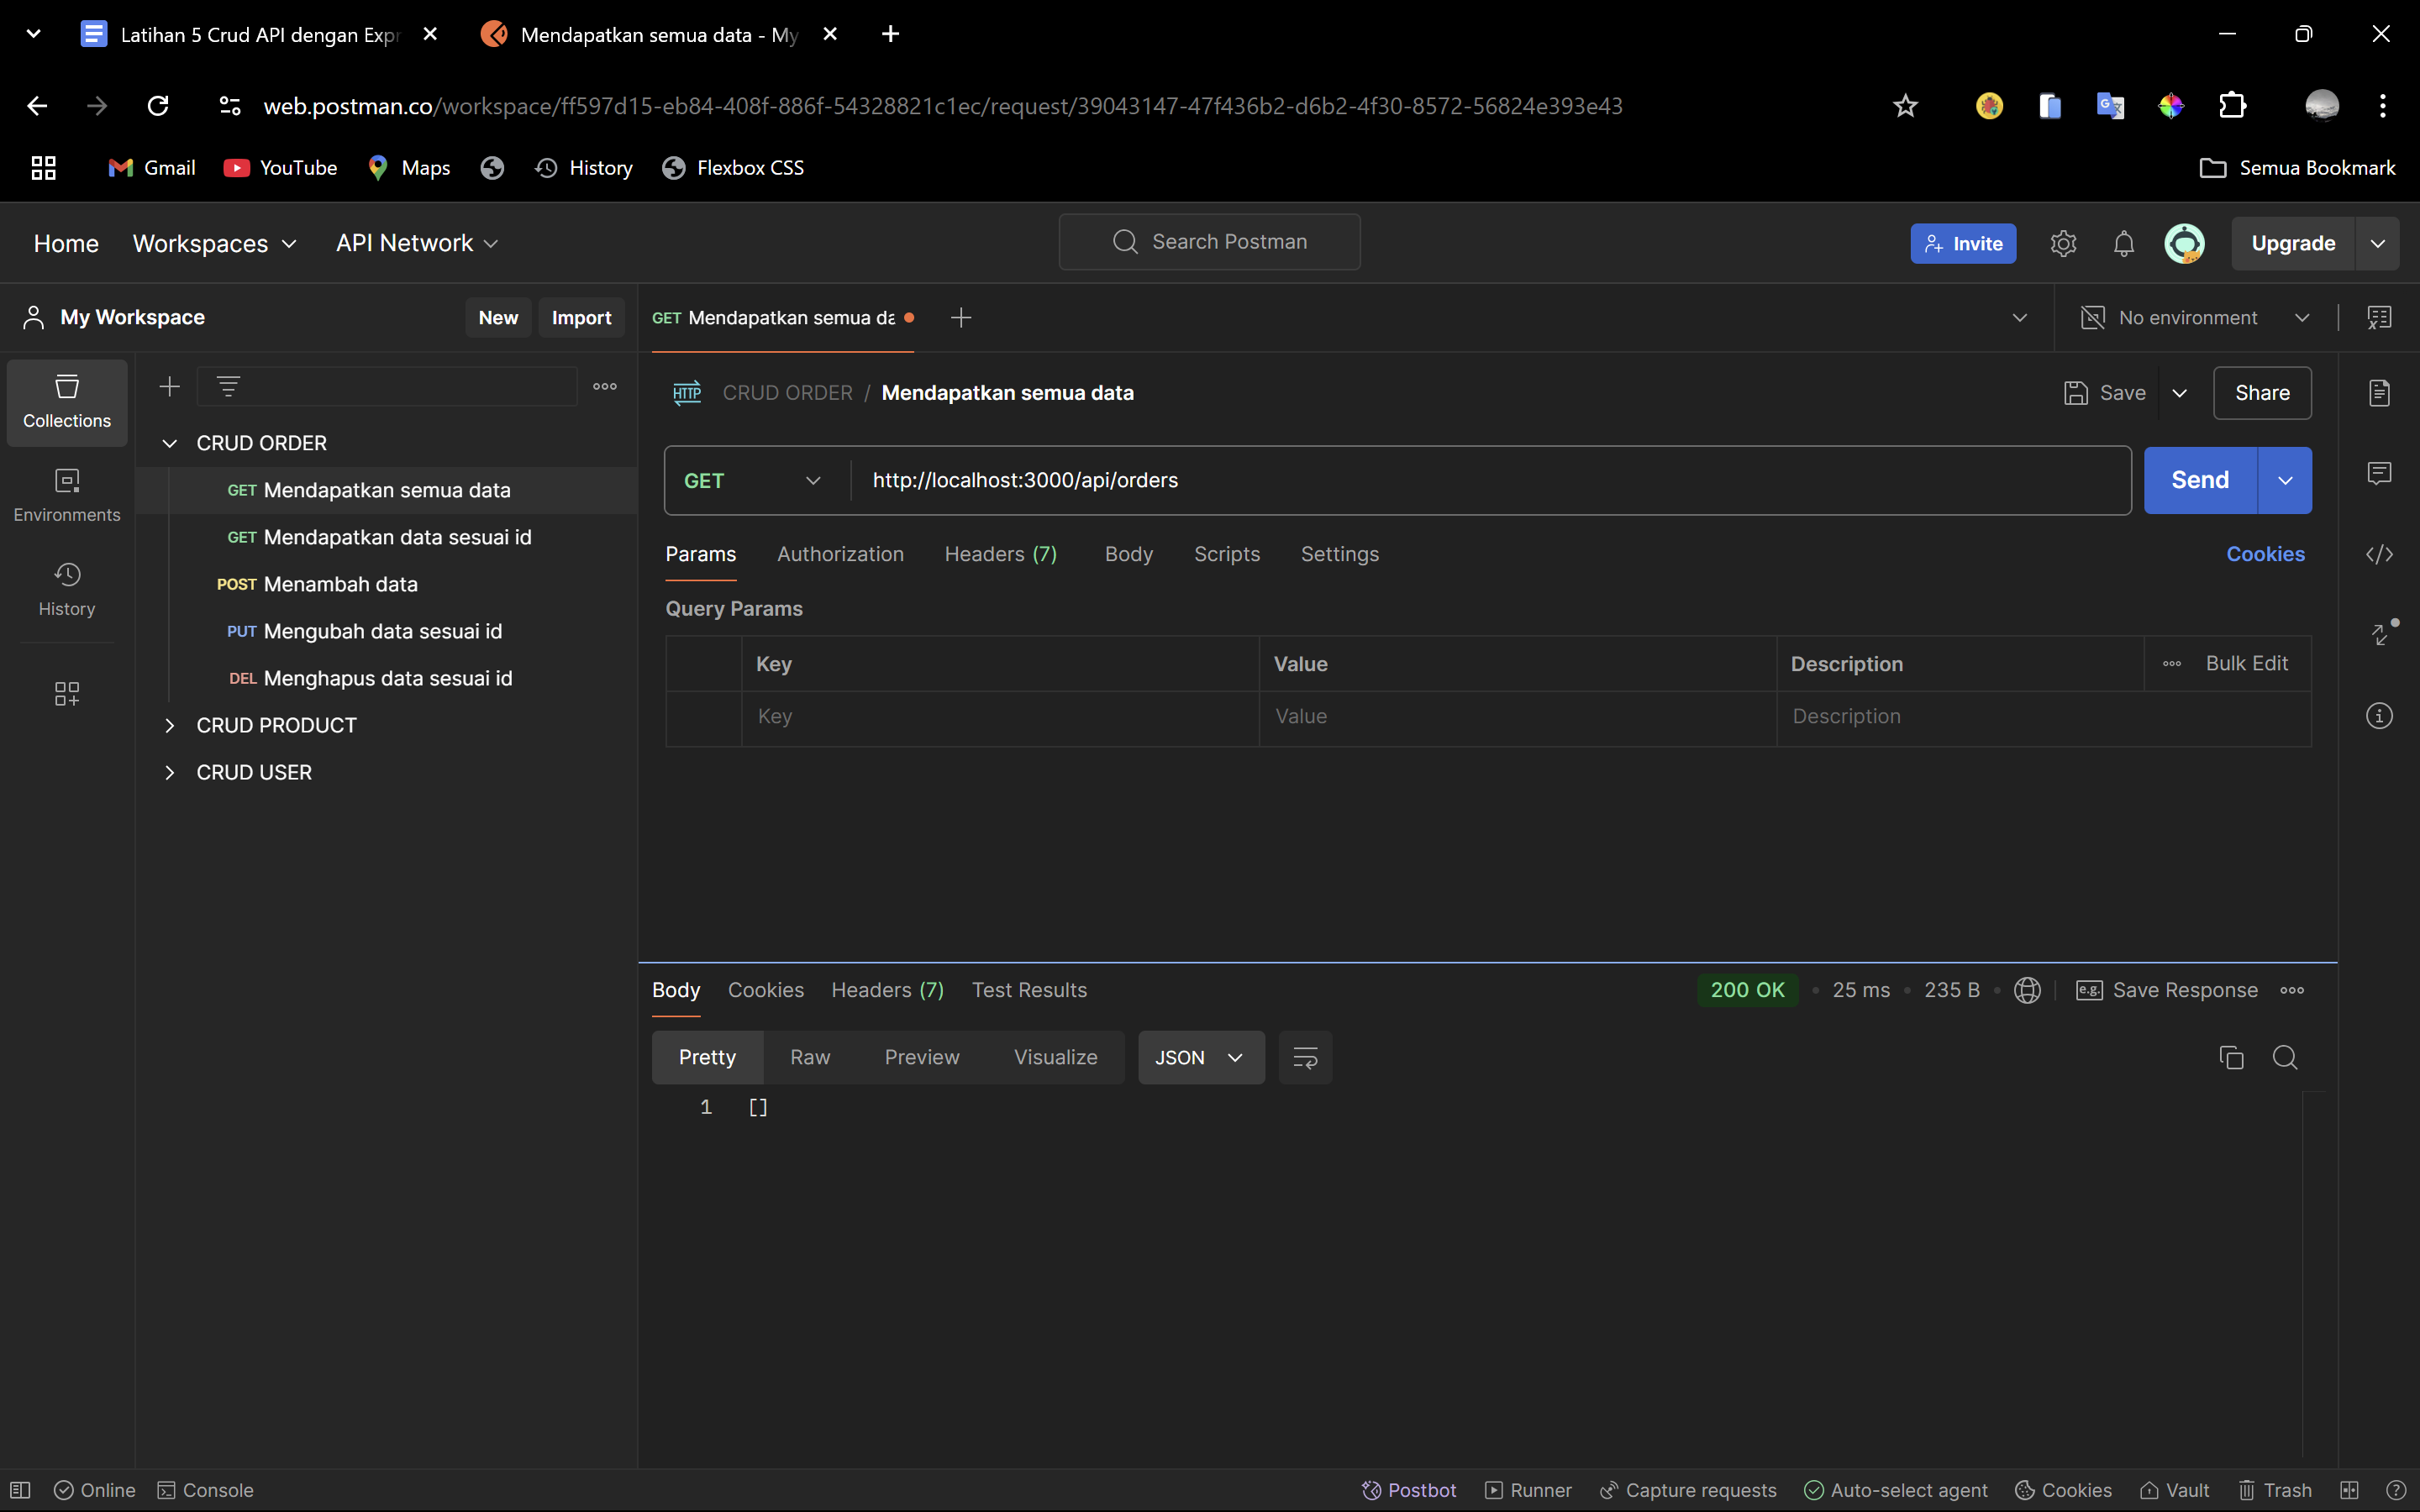 Latihan 5 Crud API dengan Expr
Mendapatkan semua data - My
web.postman.co/workspace/ff597d15-eb84-408f-886f-54328821c1ec/request/39043147-47f436b2-d6b2-4f30-8572-56824e393e43
Gmail YouTube Maps History Flexbox CSS Semua Bookmark
Home Workspaces API Network Search Postman Invite Upgrade
My Workspace New Import GET Mendapatkan semua da No environment
Collections
Environments
History
CRUD ORDER
GET Mendapatkan semua data
GET Mendapatkan data sesuai id
POST Menambah data
PUT Mengubah data sesuai id
DEL Menghapus data sesuai id
CRUD PRODUCT
CRUD USER
HTTP CRUD ORDER / Mendapatkan semua data Save Share
GET http://localhost:3000/api/orders Send
Params Authorization Headers (7) Body Scripts Settings Cookies
Query Params
Key Value Description Bulk Edit
Key Value Description
Body Cookies Headers (7) Test Results 200 OK • 25 ms • 235 B • e.g. Save Response
Pretty Raw Preview Visualize JSON
1 []
Online Console Postbot Runner Capture requests Auto-select agent Cookies Vault Trash